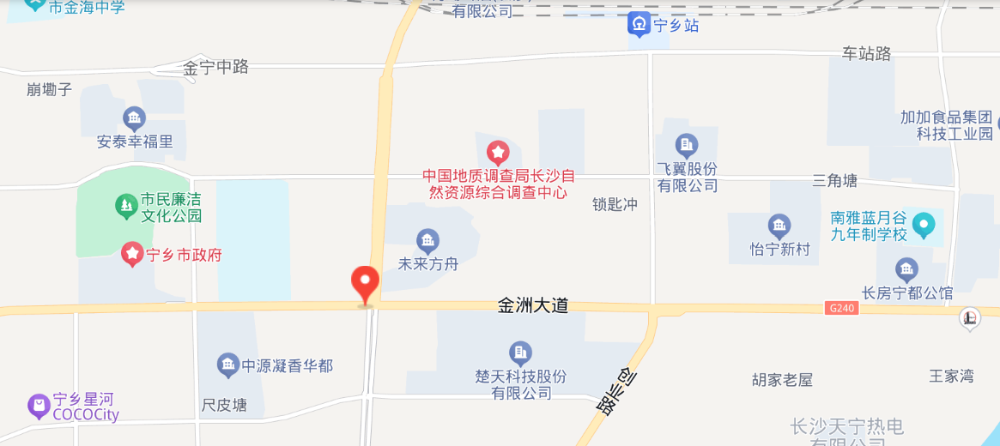 市金海中学
有限公司
宁乡站
金宁中路
车站路
崩墈子
安泰幸福里
加加食品集团
科技工业园
中国地质调查局长沙自
然资源综合调查中心
飞翼股份
有限公司
三角塘
市民廉洁
文化公园
锁匙冲
南雅蓝月谷
九年制学校
宁乡市政府
未来方舟
怡宁新村
长房宁都公馆
金洲大道
G240
中源凝香华都
楚天科技股份
有限公司
创业路
胡家老屋
王家湾
宁乡星河
COCOCity
尺皮塘
长沙天宁热电
有限公司